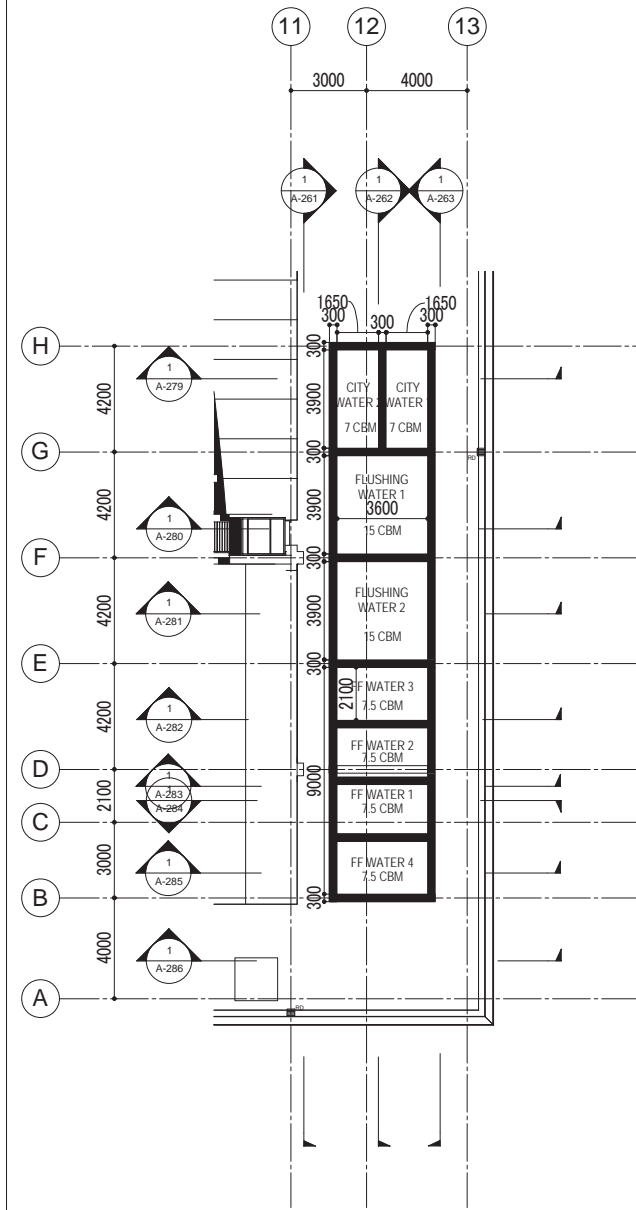 11
12
13
3000
4000
1
A-261
1
A-262
1
A-263
1650
1650
300
300
300
H
300
1
A-279
4200
3900
CITY
WATER
7 CBM
CITY
WATER
7 CBM
G
300
RD
FLUSHING
WATER 1
3600
15 CBM
4200
3900
1
A-280
F
300
4200
3900
1
A-281
FLUSHING
WATER 2
15 CBM
E
300
FF WATER 3
7.5 CBM
2100
4200
1
A-282
FF WATER 2
7.5 CBM
D
9000
2100
1
A-283
1
A-284
FF WATER 1
7.5 CBM
C
3000
1
A-285
FF WATER 4
7.5 CBM
B
300
4000
1
A-286
A
RD